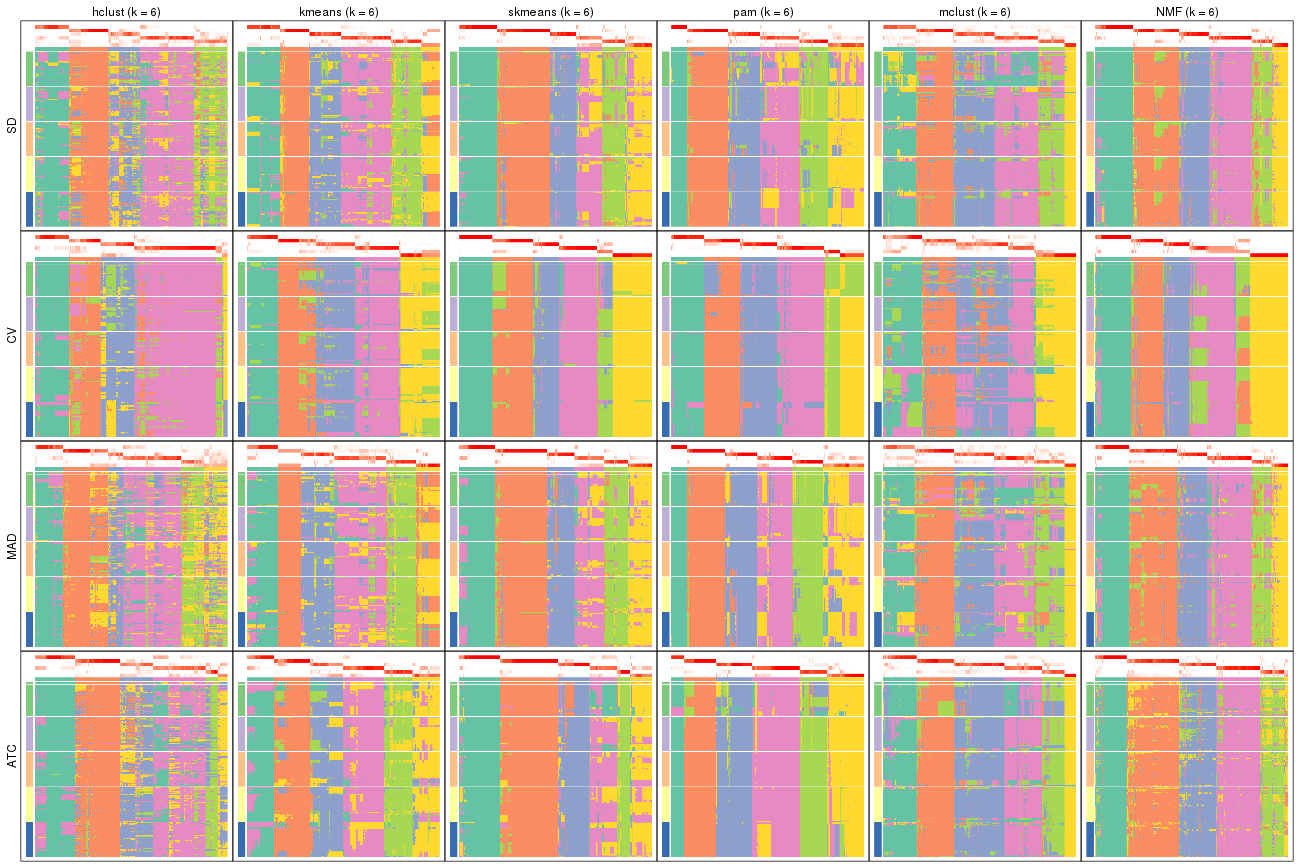 hclust (k = 6)
kmeans (k = 6)
skmeans (k = 6)
pam (k = 6)
mclust (k = 6)
NMF (k = 6)
SD
CV
MAD
ATC